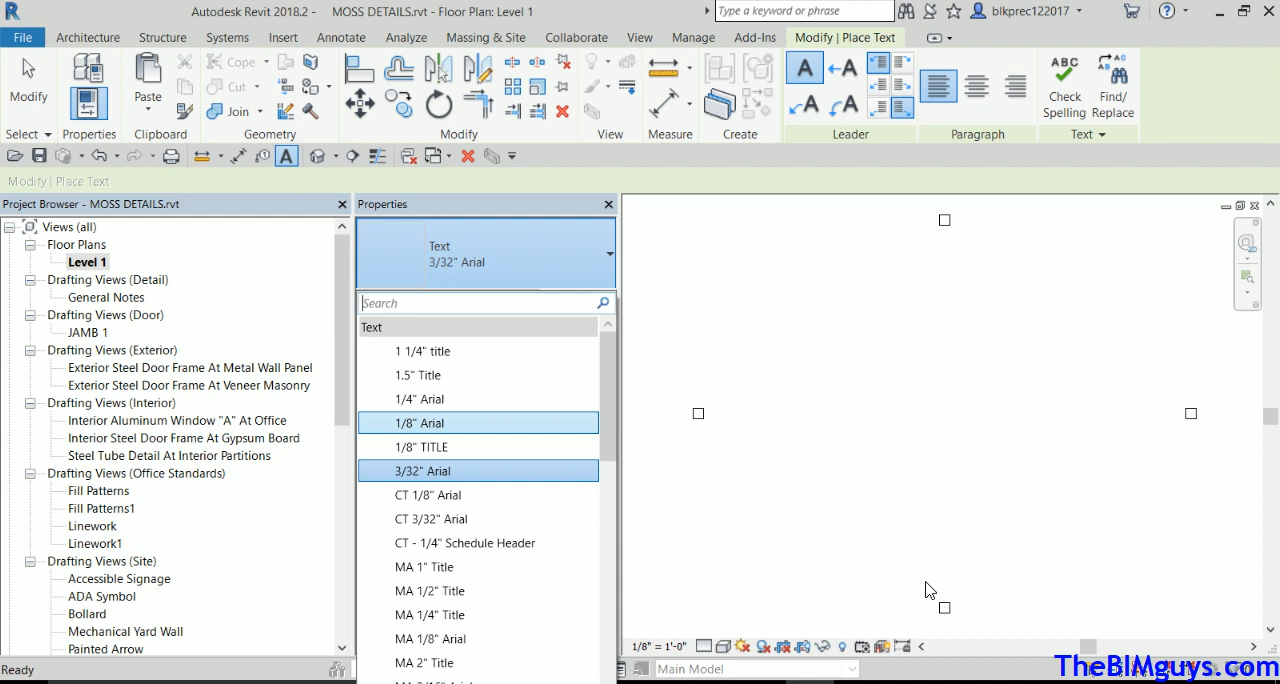 Autodesk Revit 2018.2 - MOSS DETAILS.rvt - Floor Plan: Level 1
Type a keyword or phrase
blkprec122017
File Architecture Structure Systems Insert Annotate Analyze Massing & Site Collaborate View Manage Add-Ins Modify | Place Text
Modify
Paste
Cope
Cut
Join
Check Spelling
Find/ Replace
Select Properties Clipboard Geometry Modify View Measure Create Leader Paragraph Text
Modify | Place Text
Project Browser - MOSS DETAILS.rvt
Views (all)
Floor Plans
Level 1
Drafting Views (Detail)
General Notes
Drafting Views (Door)
JAMB 1
Drafting Views (Exterior)
Exterior Steel Door Frame At Metal Wall Panel
Exterior Steel Door Frame At Veneer Masonry
Drafting Views (Interior)
Interior Aluminum Window "A" At Office
Interior Steel Door Frame At Gypsum Board
Steel Tube Detail At Interior Partitions
Drafting Views (Office Standards)
Fill Patterns
Fill Patterns1
Linework
Linework1
Drafting Views (Site)
Accessible Signage
ADA Symbol
Bollard
Mechanical Yard Wall
Painted Arrow
Properties
Text
3/32" Arial
Search
Text
1 1/4" title
1.5" Title
1/4" Arial
1/8" Arial
1/8" TITLE
3/32" Arial
CT 1/8" Arial
CT 3/32" Arial
CT - 1/4" Schedule Header
MA 1" Title
MA 1/2" Title
MA 1/4" Title
MA 1/8" Arial
MA 2" Title
1/8" = 1'-0"
Ready
Main Model
TheBIMguys.com